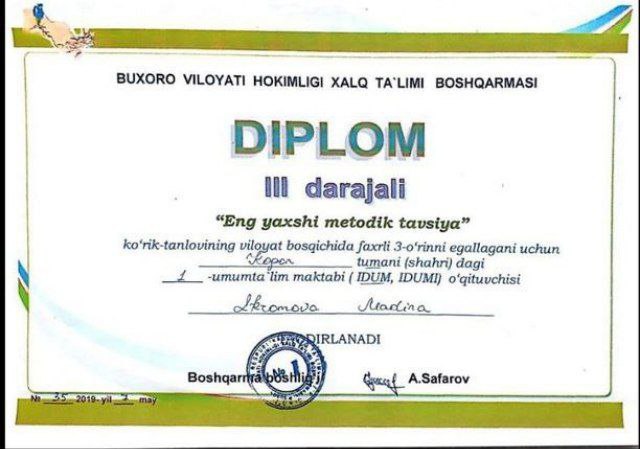 BUXORO VILOYATI HOKIMLIGI XALQ TA`LIMI BOSHQARMASI
DIPLOM
III darajali
“Eng yaxshi metodik tavsiya”
ko‘rik-tanlovining viloyat bosqichida faxrli 3-o‘rinni egallagani uchun
Kogon tumani (shahri) dagi
1 -umumta`lim maktabi ( IDUM, IDUMI) o‘qituvchisi
Ikromova Madina
DIRLANADI
Boshqarma boshlig‘i A.Safarov
№ 35 2019-yil 2 may
№ 1